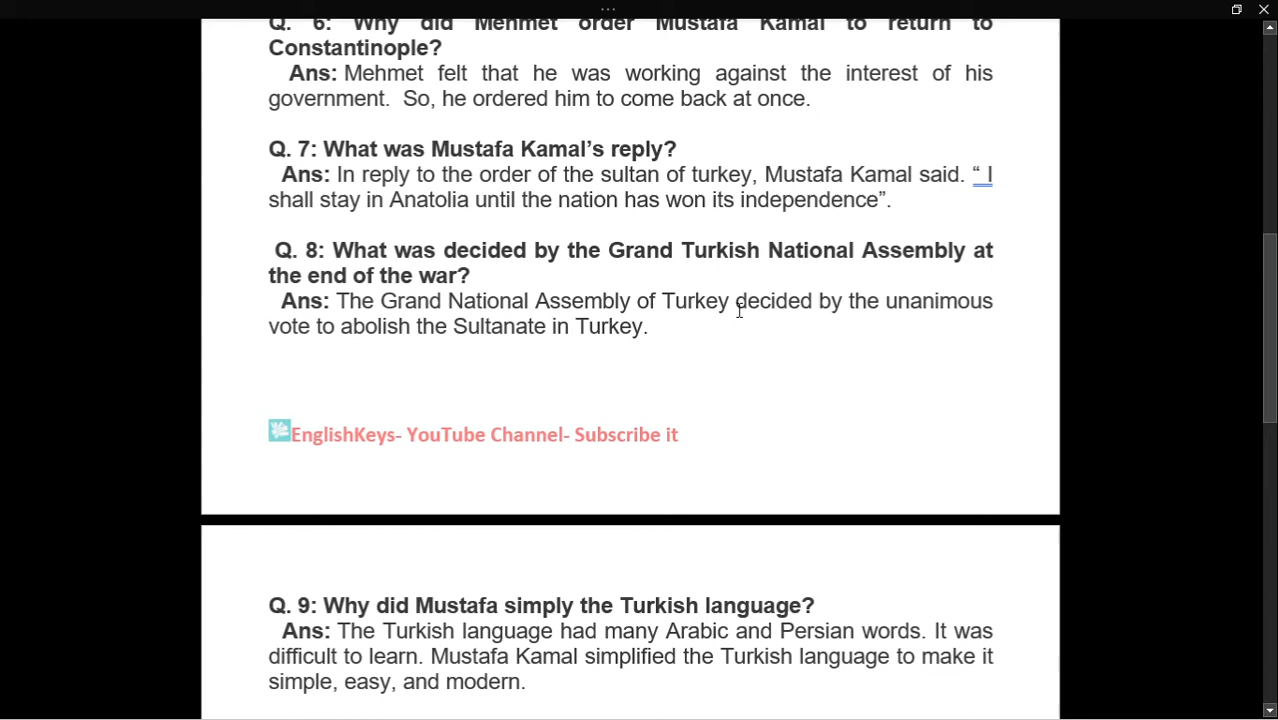 Q. 6: Why did Mehmet order Mustafa Kamal to return to
Constantinople?
Ans: Mehmet felt that he was working against the interest of his
government.  So, he ordered him to come back at once.
Q. 7: What was Mustafa Kamal’s reply?
Ans: In reply to the order of the sultan of turkey, Mustafa Kamal said. “ I
shall stay in Anatolia until the nation has won its independence”.
Q. 8: What was decided by the Grand Turkish National Assembly at
the end of the war?
Ans: The Grand National Assembly of Turkey decided by the unanimous
vote to abolish the Sultanate in Turkey.
EnglishKeys- YouTube Channel- Subscribe it
Q. 9: Why did Mustafa simply the Turkish language?
Ans: The Turkish language had many Arabic and Persian words. It was
difficult to learn. Mustafa Kamal simplified the Turkish language to make it
simple, easy, and modern.